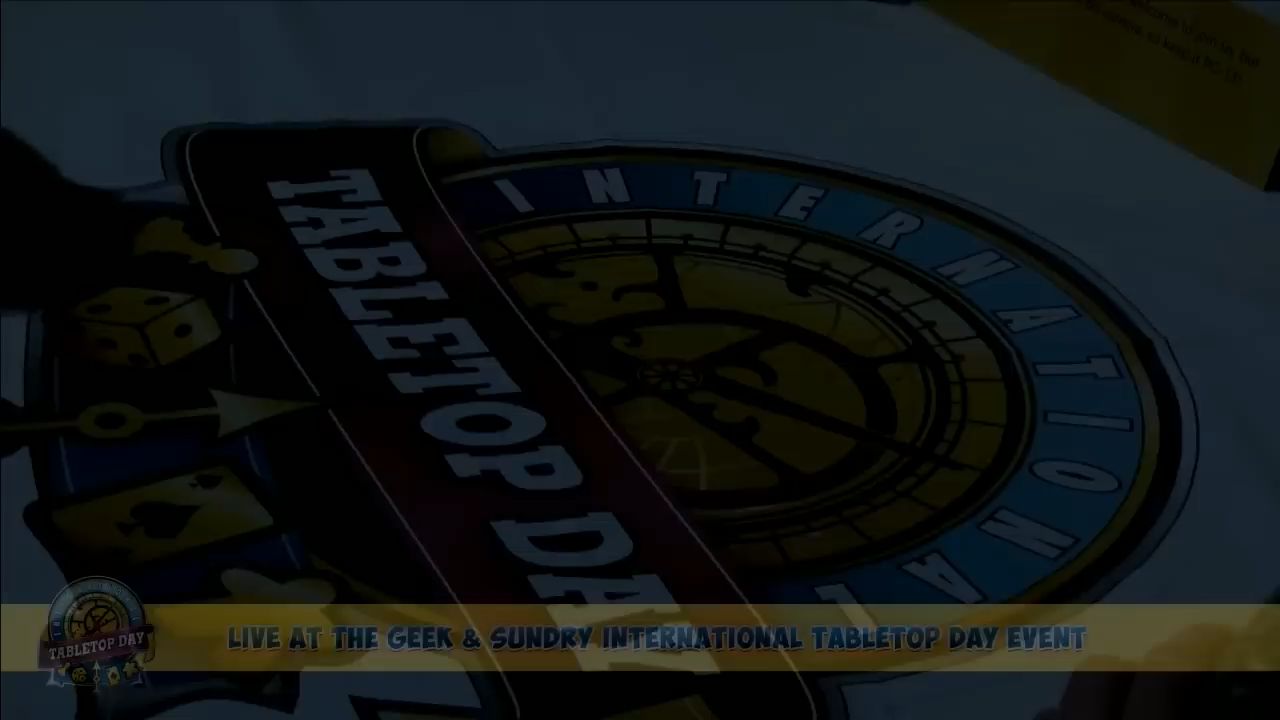 INTERNATIONAL
TABLETOP DAY
LIVE AT THE GEEK & SUNDRY INTERNATIONAL TABLETOP DAY EVENT
TABLETOP DAY